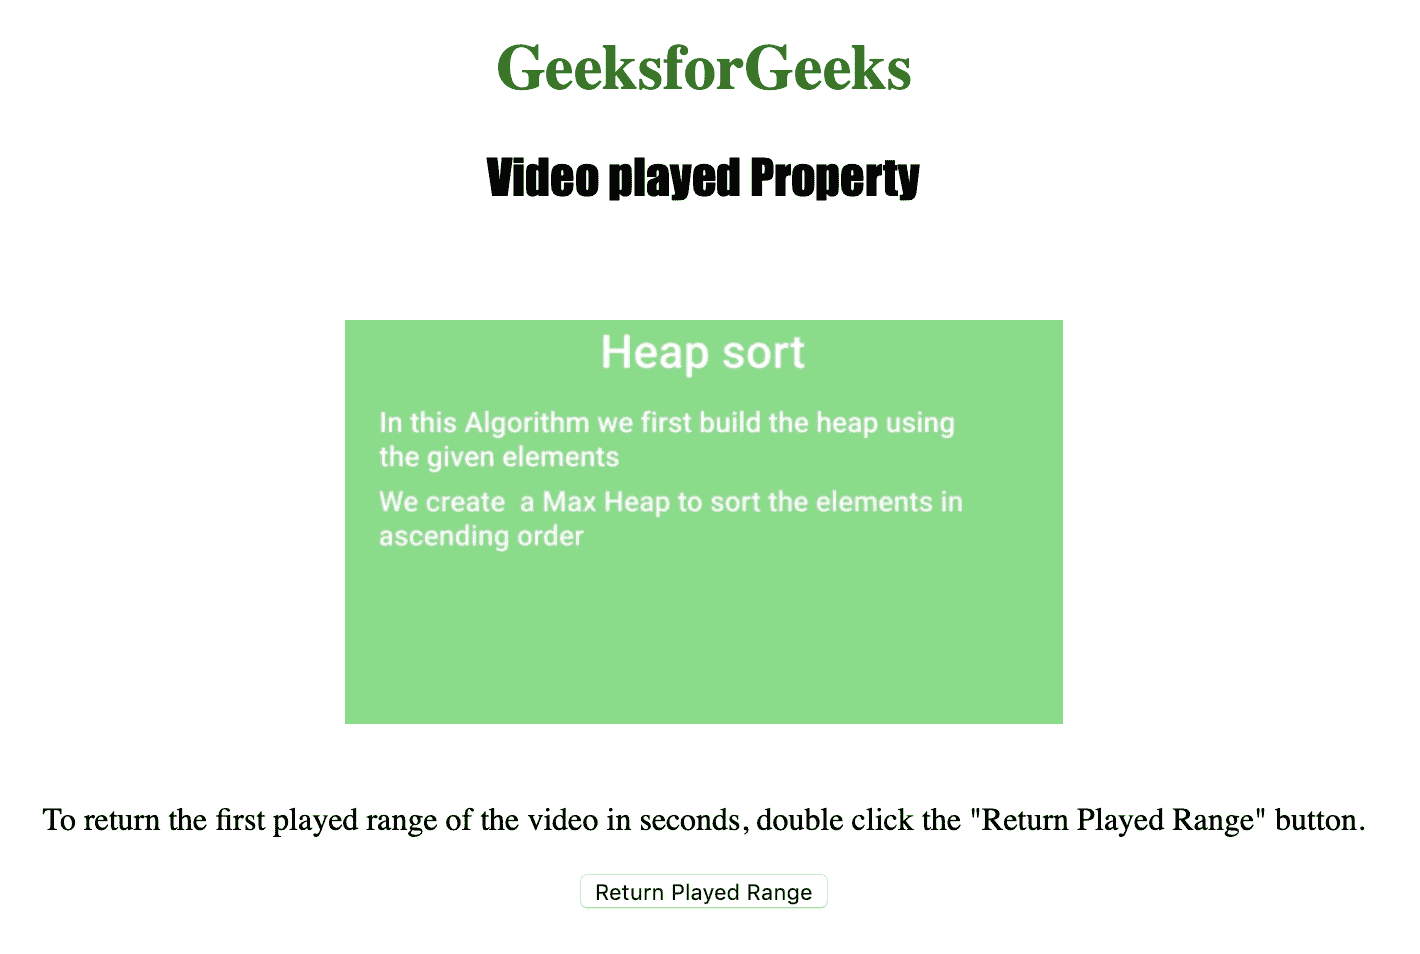 GeeksforGeeks
Video played Property
Heap sort
In this Algorithm we first build the heap using
the given elements
We create  a Max Heap to sort the elements in
ascending order
To return the first played range of the video in seconds, double click the "Return Played Range" button.
Return Played Range